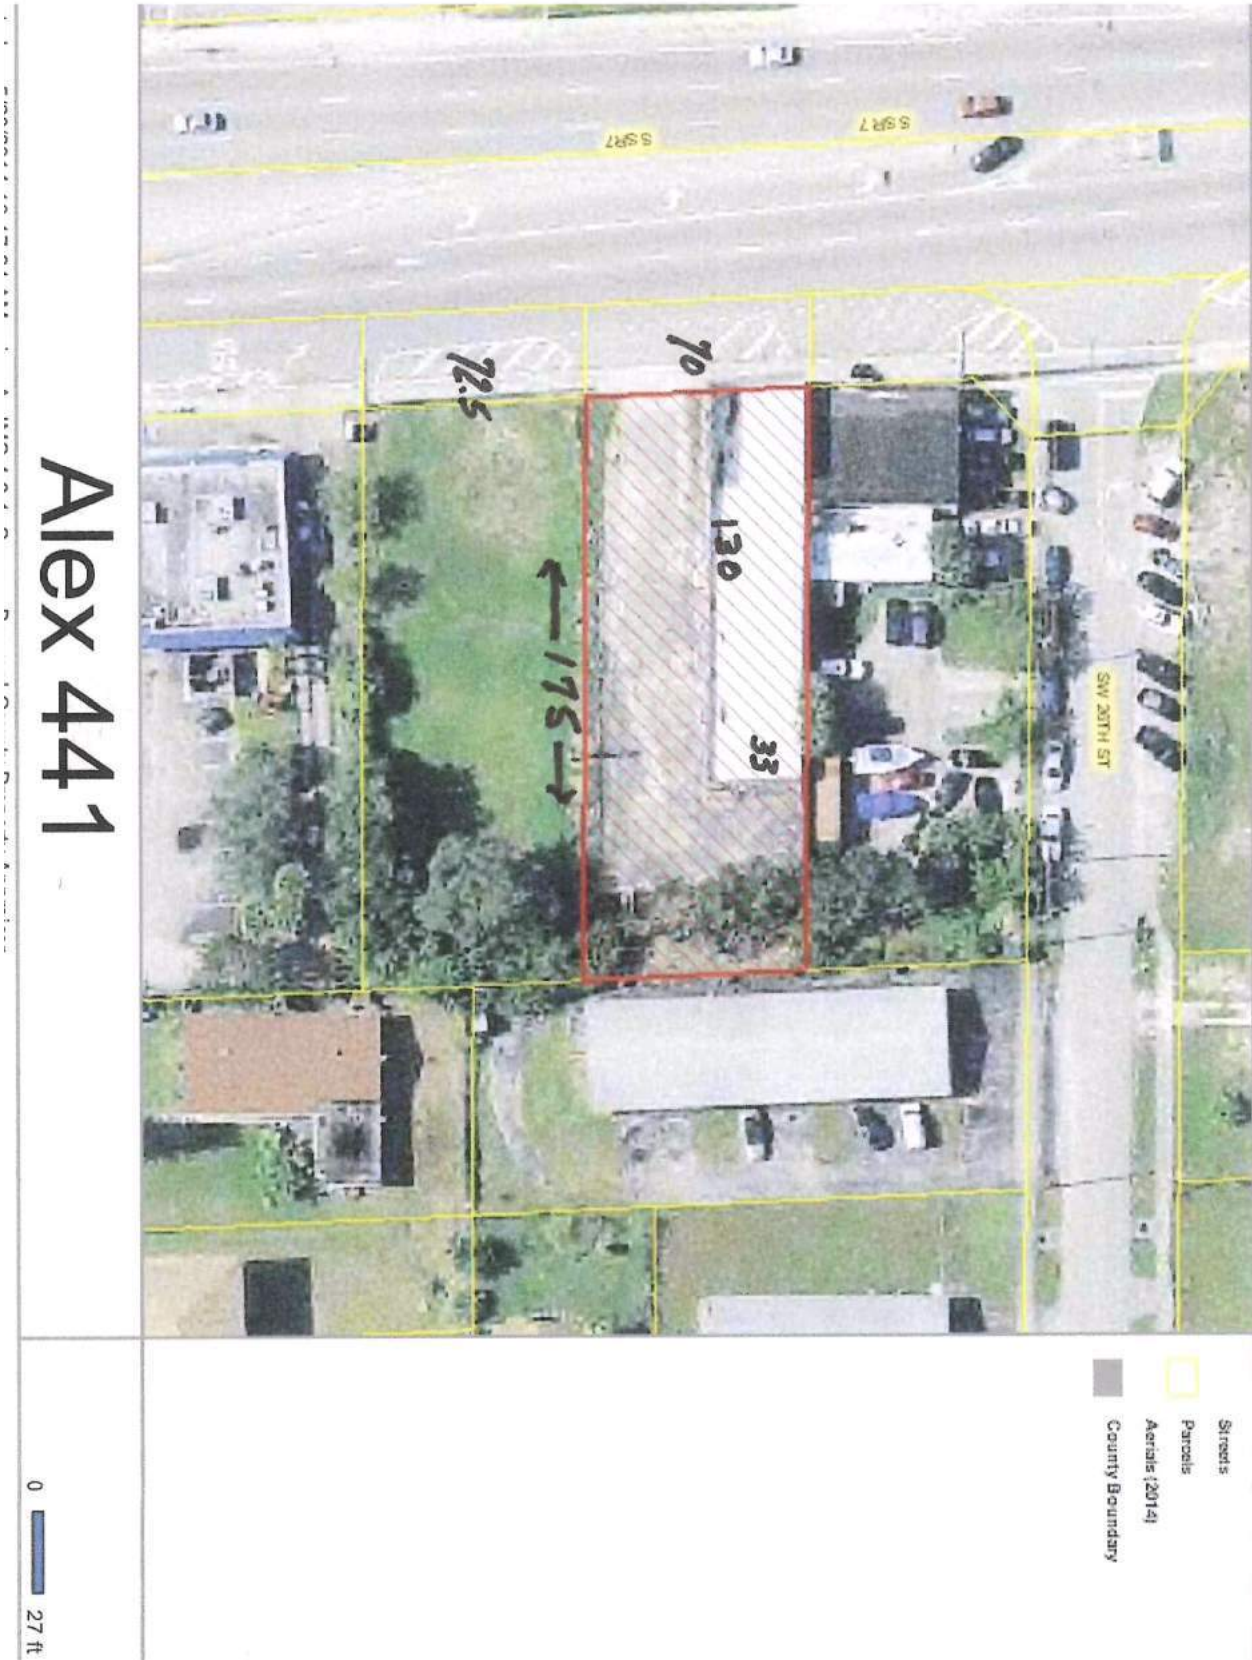 S SR7
S SR7
SW 20TH ST
70
72.5
130
33
← 175 →
Streets
Parcels
Aerials (2014)
County Boundary
Alex 441
0 27 ft